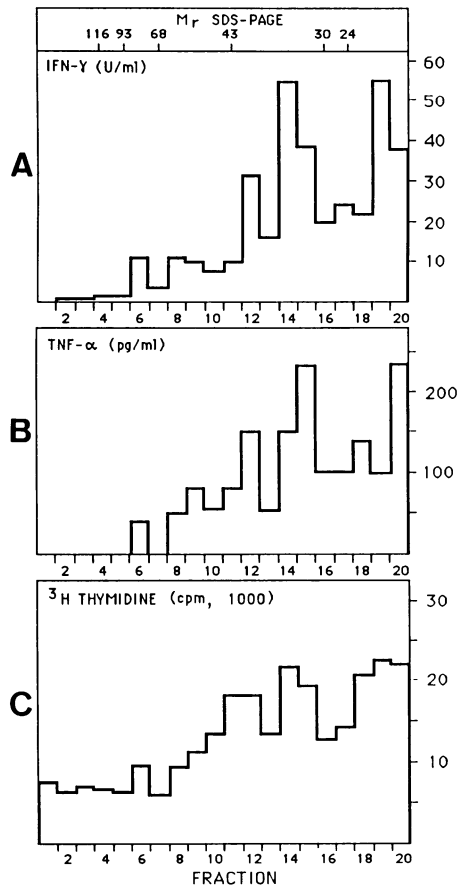 Mr SDS-PAGE
116 93 68 43 30 24
IFN-γ (U/ml)
A
60
50
40
30
20
10
2 4 6 8 10 12 14 16 18 20
TNF-α (pg/ml)
B
200
100
2 4 6 8 10 12 14 16 18 20
³H THYMIDINE (cpm, 1000)
C
30
20
10
2 4 6 8 10 12 14 16 18 20
FRACTION